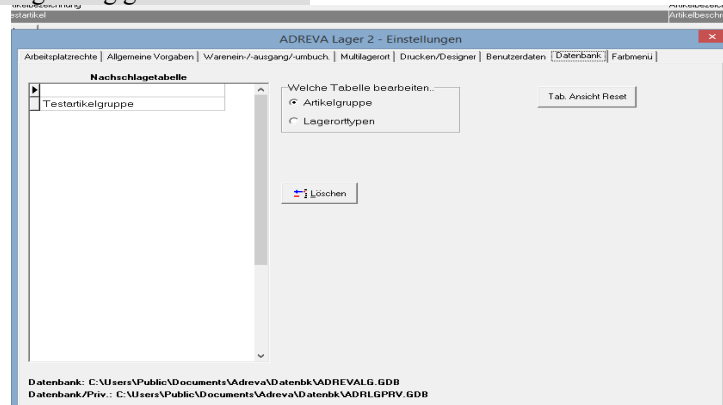 estartikel
ADREVA Lager 2 - Einstellungen
Arbeitsplatzrechte Allgemeine Vorgaben Warenein-/-ausgang/-umbuch. Multilagerort Drucken/Designer Benutzerdaten Datenbank Farbmenü
Nachschlagetabelle
Welche Tabelle bearbeiten..
Testartikelgruppe
Artikelgruppe
Lagerorttypen
Tab. Ansicht Reset
Löschen
Datenbank: C:\Users\Public\Documents\Adreva\Datenbk\ADREVALG.GDB
Datenbank/Priv.: C:\Users\Public\Documents\Adreva\Datenbk\ADRLGPRV.GDB